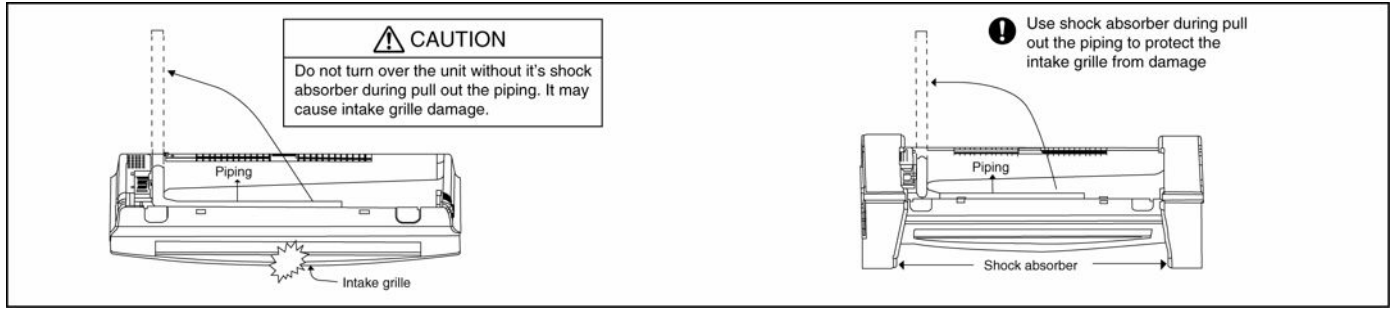 CAUTION
Do not turn over the unit without it's shock
absorber during pull out the piping. It may
cause intake grille damage.
Piping
Intake grille
Use shock absorber during pull
out the piping to protect the
intake grille from damage
Piping
Shock absorber